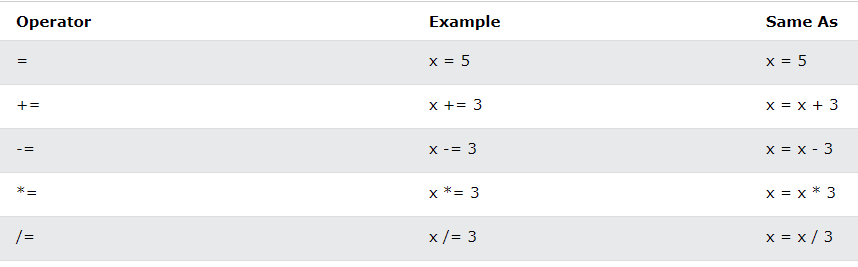 Operator Example Same As
= x = 5 x = 5
+= x += 3 x = x + 3
-= x -= 3 x = x - 3
*= x *= 3 x = x * 3
/= x /= 3 x = x / 3